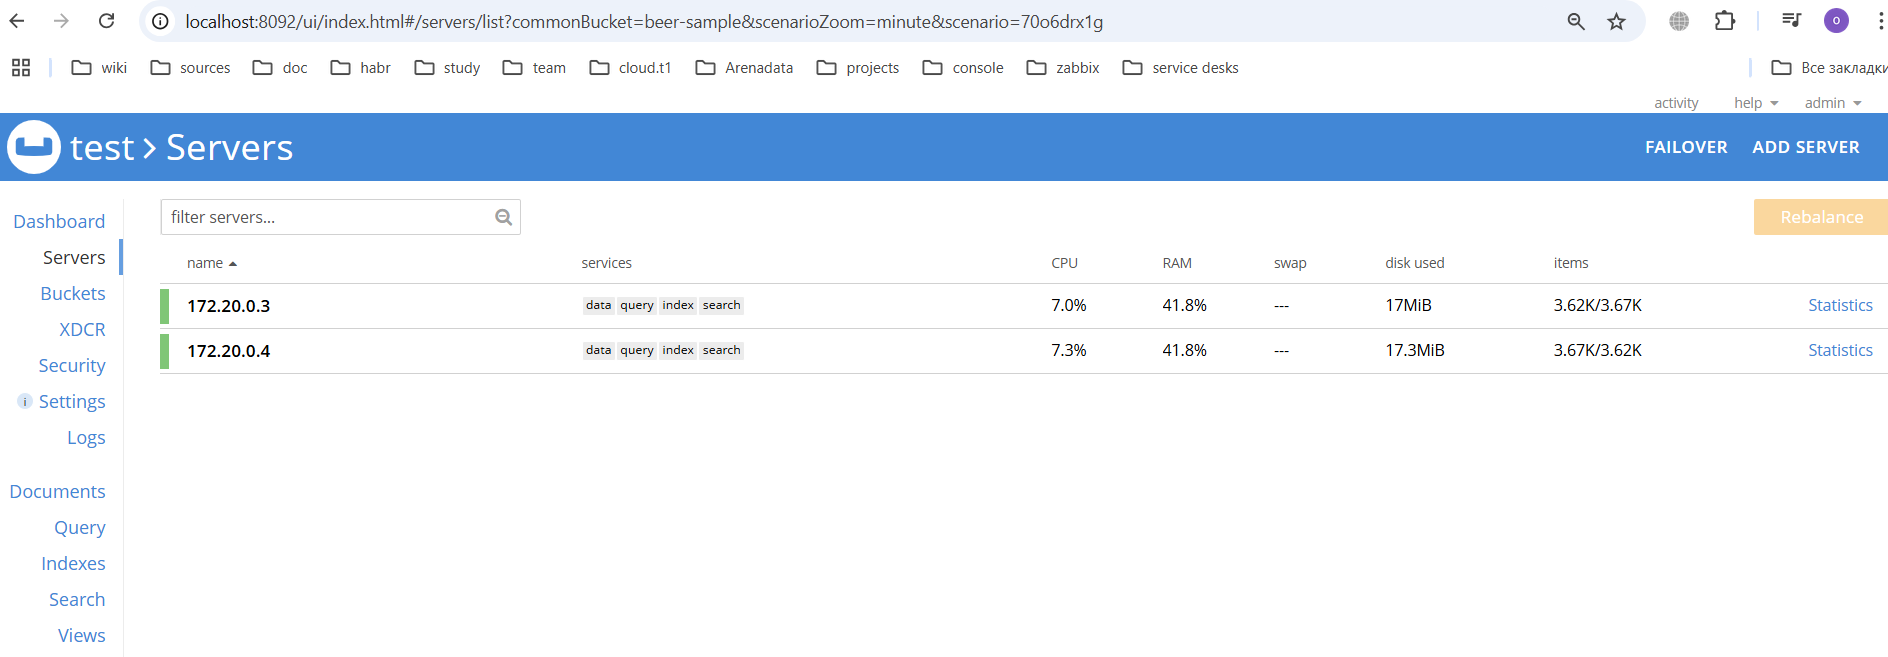 localhost:8092/ui/index.html#/servers/list?commonBucket=beer-sample&scenarioZoom=minute&scenario=70o6drx1g
O
wiki sources doc habr study team cloud.t1 Arenadata projects console zabbix service desks Все закладки
activity help admin
test > Servers FAILOVER ADD SERVER
filter servers... Rebalance
Dashboard
Servers
Buckets
XDCR
Security
i Settings
Logs
Documents
Query
Indexes
Search
Views
name services CPU RAM swap disk used items
172.20.0.3 data query index search 7.0% 41.8% --- 17MiB 3.62K/3.67K Statistics
172.20.0.4 data query index search 7.3% 41.8% --- 17.3MiB 3.67K/3.62K Statistics